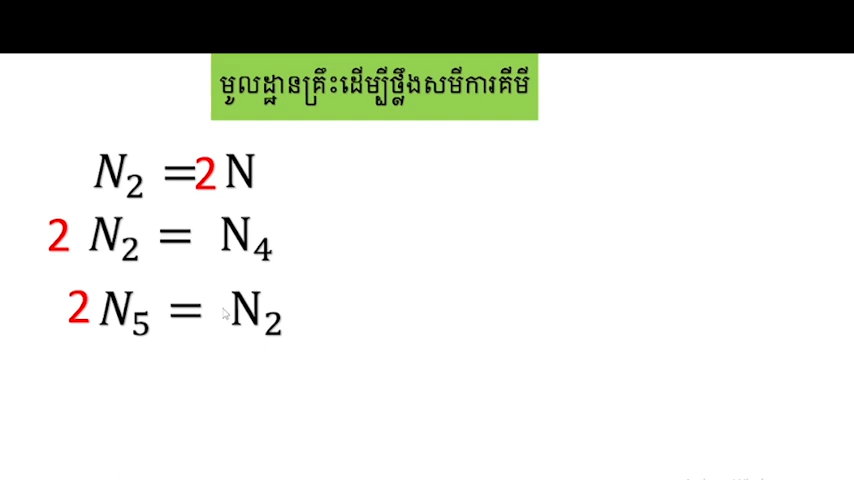 មូលដ្ឋានគ្រឹះដើម្បីថ្លឹងសមីការគីមី
N₂ =2 N
2 N₂ = N₄
2 N₅ = N₂